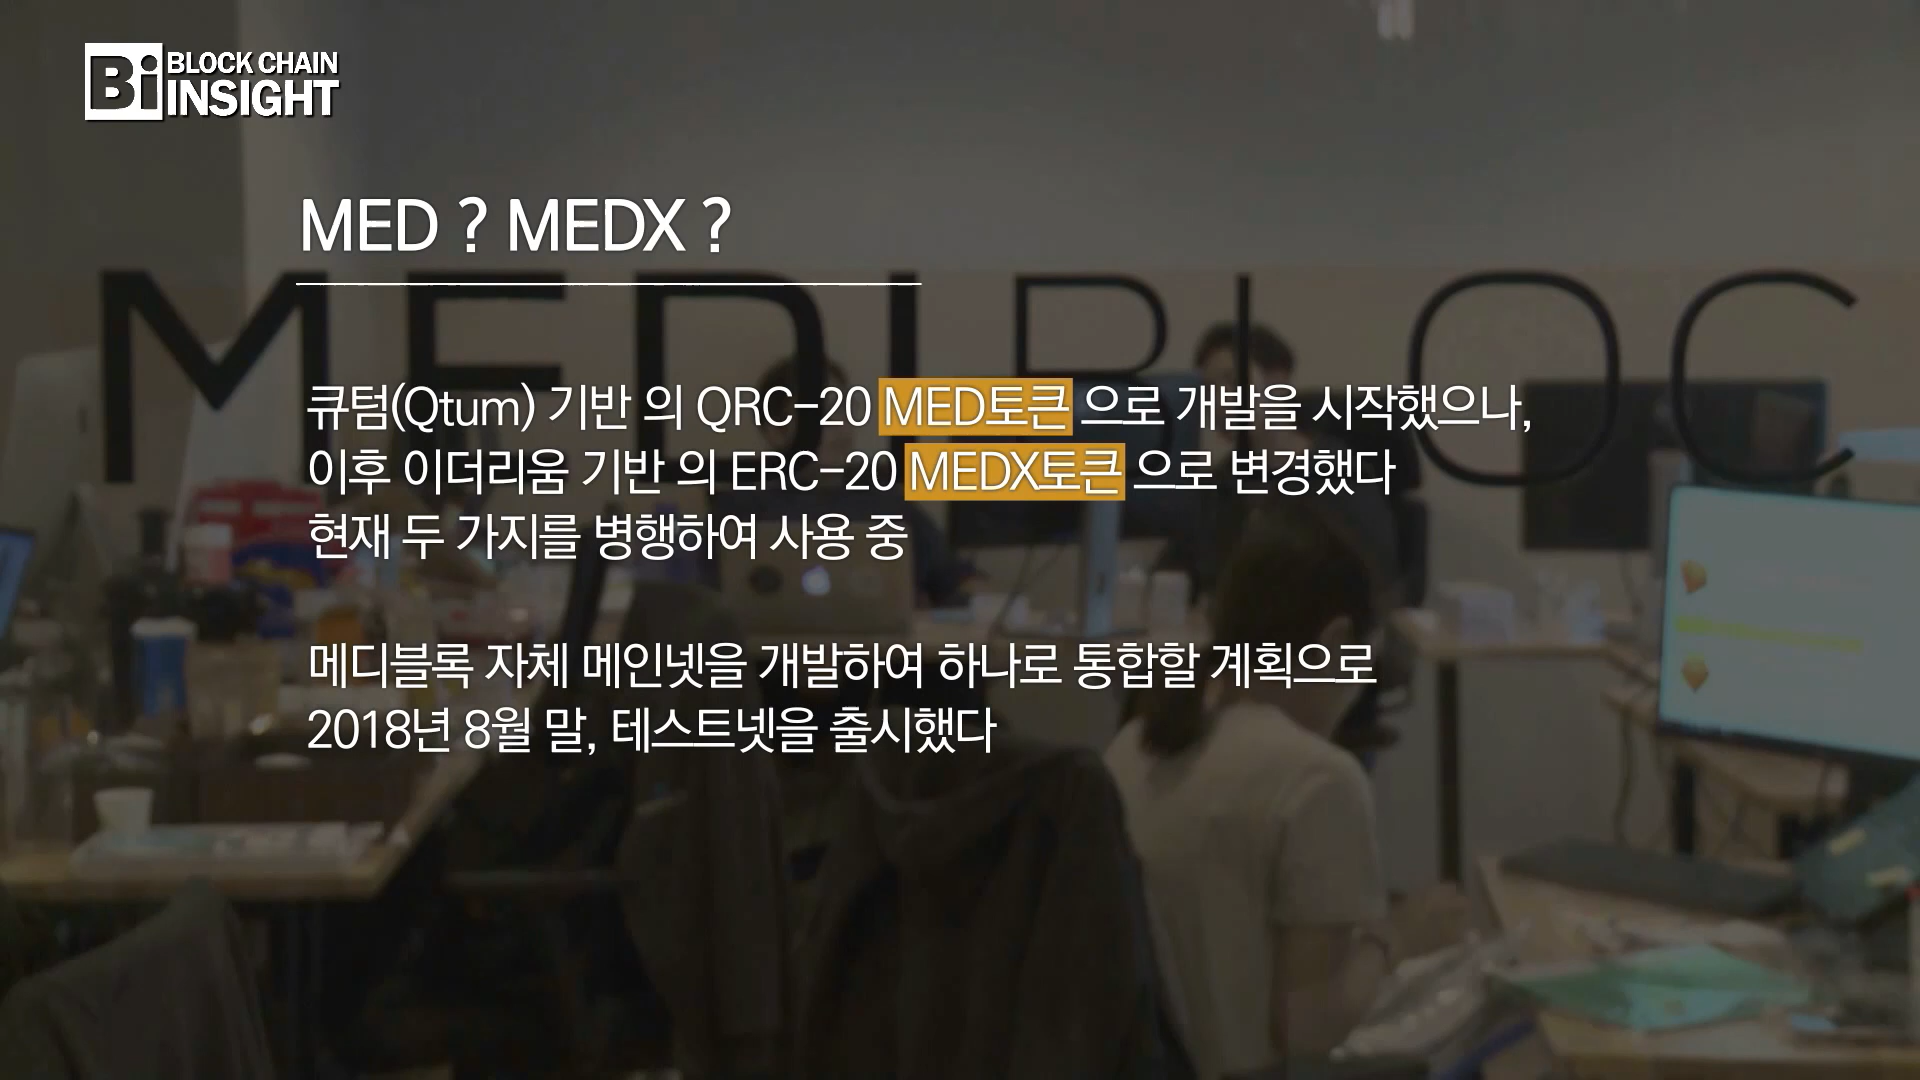 Bi BLOCK CHAIN
INSIGHT
MED ? MEDX ?
MEDIBLOC
큐텀(Qtum) 기반 의 QRC-20 MED토큰 으로 개발을 시작했으나,
이후 이더리움 기반 의 ERC-20 MEDX토큰 으로 변경했다
현재 두 가지를 병행하여 사용 중
메디블록 자체 메인넷을 개발하여 하나로 통합할 계획으로
2018년 8월 말, 테스트넷을 출시했다